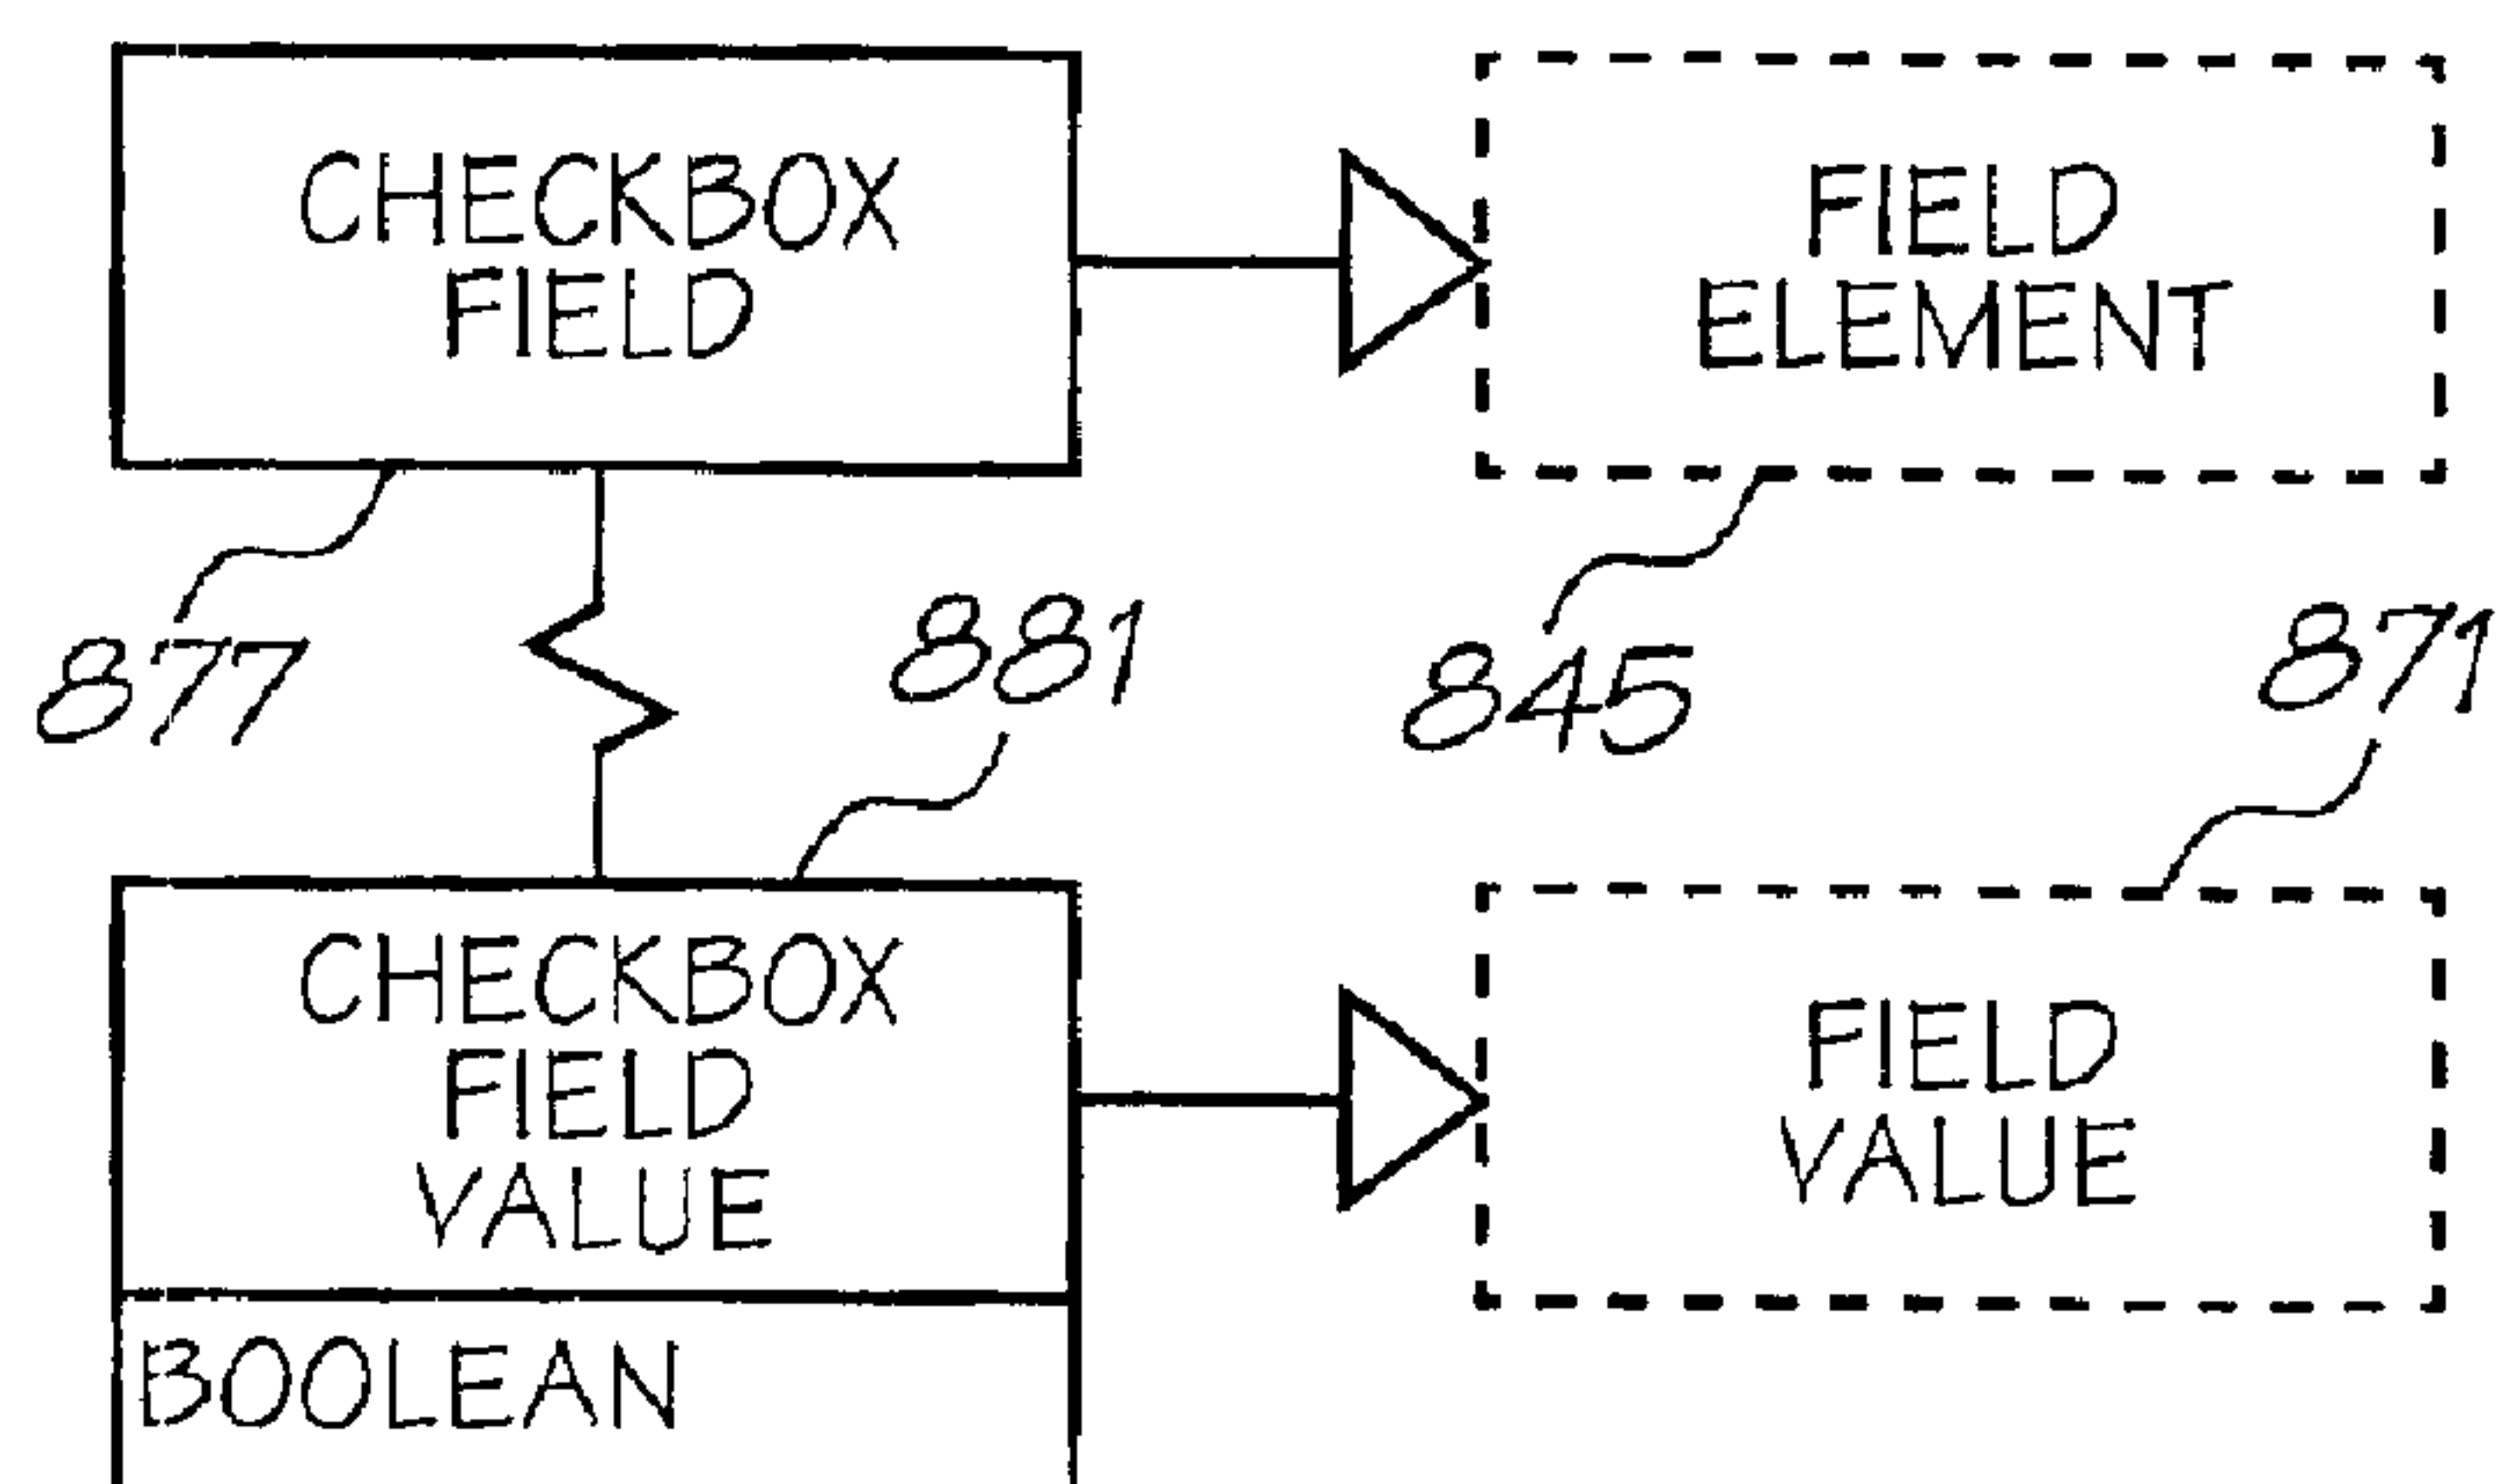 CHECKBOX
FIELD
FIELD
ELEMENT
877
881
845
871
CHECKBOX
FIELD
VALUE
FIELD
VALUE
BOOLEAN